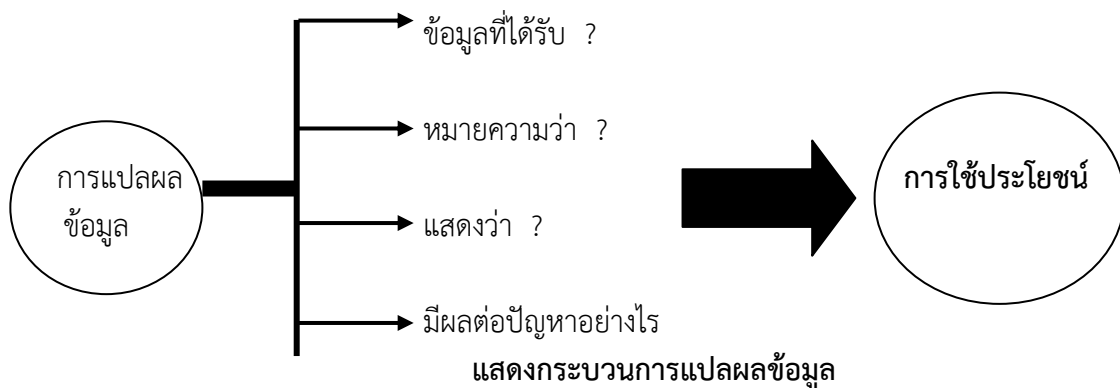 ข้อมูลที่ได้รับ ?
หมายความว่า ?
การแปลผล
ข้อมูล
การใช้ประโยชน์
แสดงว่า ?
มีผลต่อปัญหาอย่างไร
แสดงกระบวนการแปลผลข้อมูล